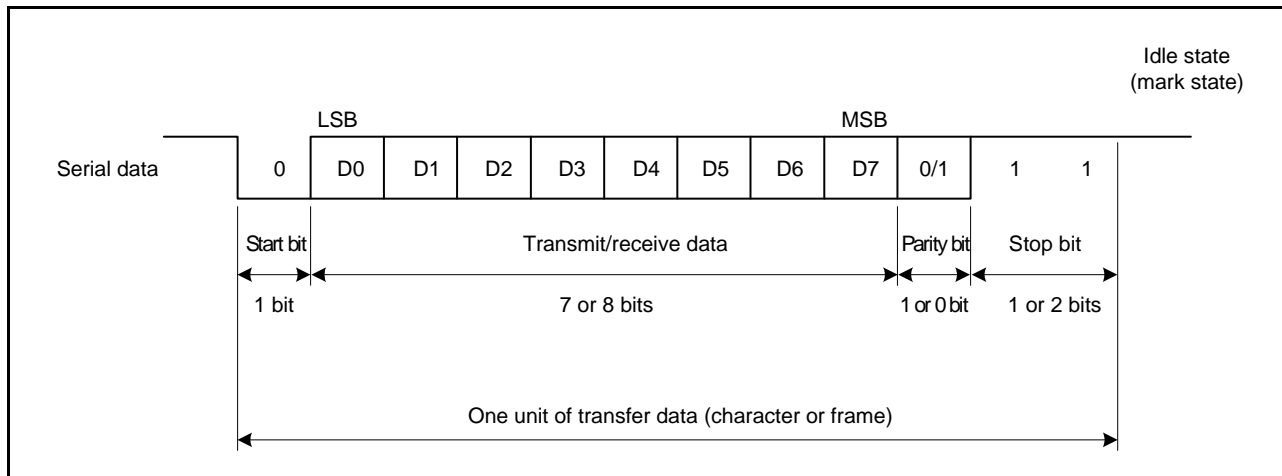 Idle state
(mark state)
LSB MSB
Serial data 0 D0 D1 D2 D3 D4 D5 D6 D7 0/1 1 1
Start bit Transmit/receive data Parity bit Stop bit
1 bit 7 or 8 bits 1 or 0 bit 1 or 2 bits
One unit of transfer data (character or frame)